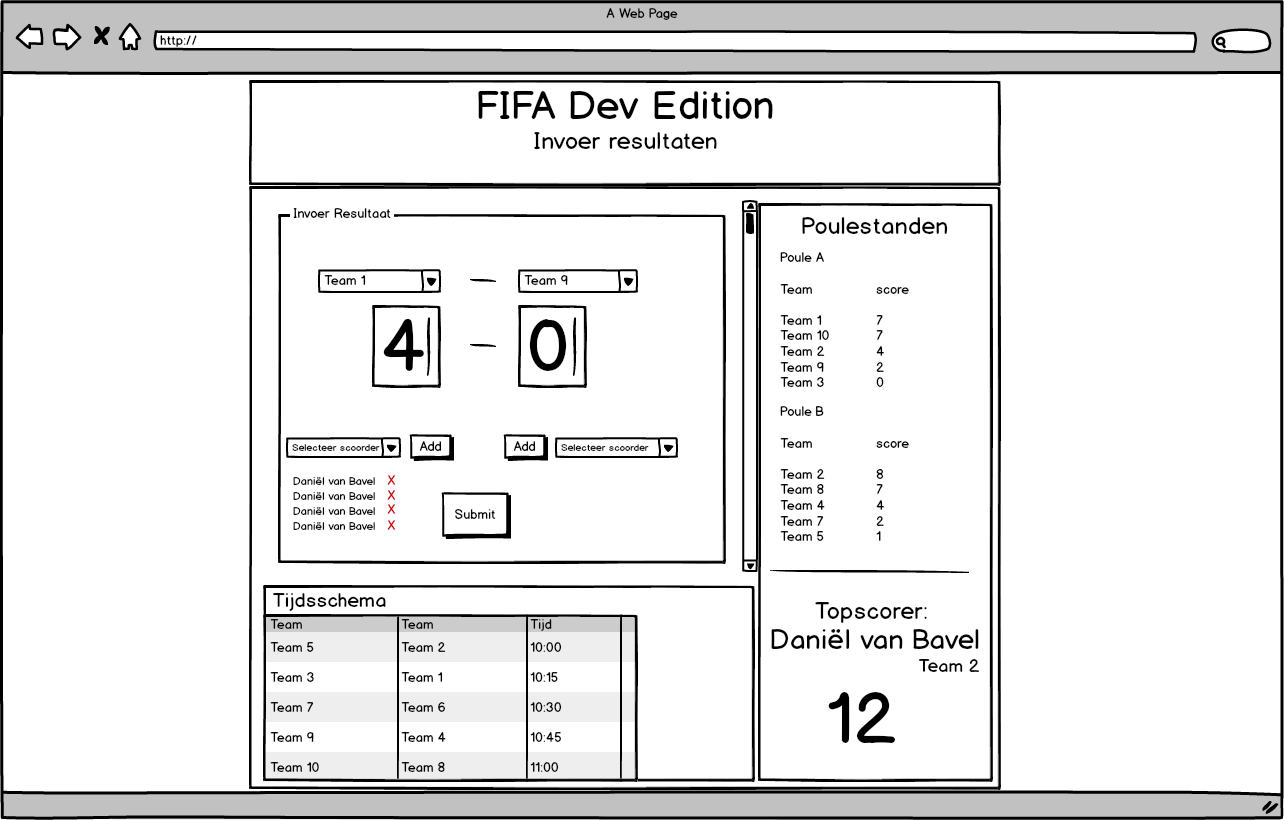 A Web Page
http://
FIFA Dev Edition
Invoer resultaten
Invoer Resultaat
Team 1 — Team 9
4 — 0
Selecteer scoorder Add Add Selecteer scoorder
Daniël van Bavel X
Daniël van Bavel X
Daniël van Bavel X
Daniël van Bavel X
Submit
Tijdsschema
Team Team Tijd
Team 5 Team 2 10:00
Team 3 Team 1 10:15
Team 7 Team 6 10:30
Team 9 Team 4 10:45
Team 10 Team 8 11:00
Poulestanden
Poule A
Team score
Team 1 7
Team 10 7
Team 2 4
Team 9 2
Team 3 0
Poule B
Team score
Team 2 8
Team 8 7
Team 4 4
Team 7 2
Team 5 1
Topscorer:
Daniël van Bavel
Team 2
12